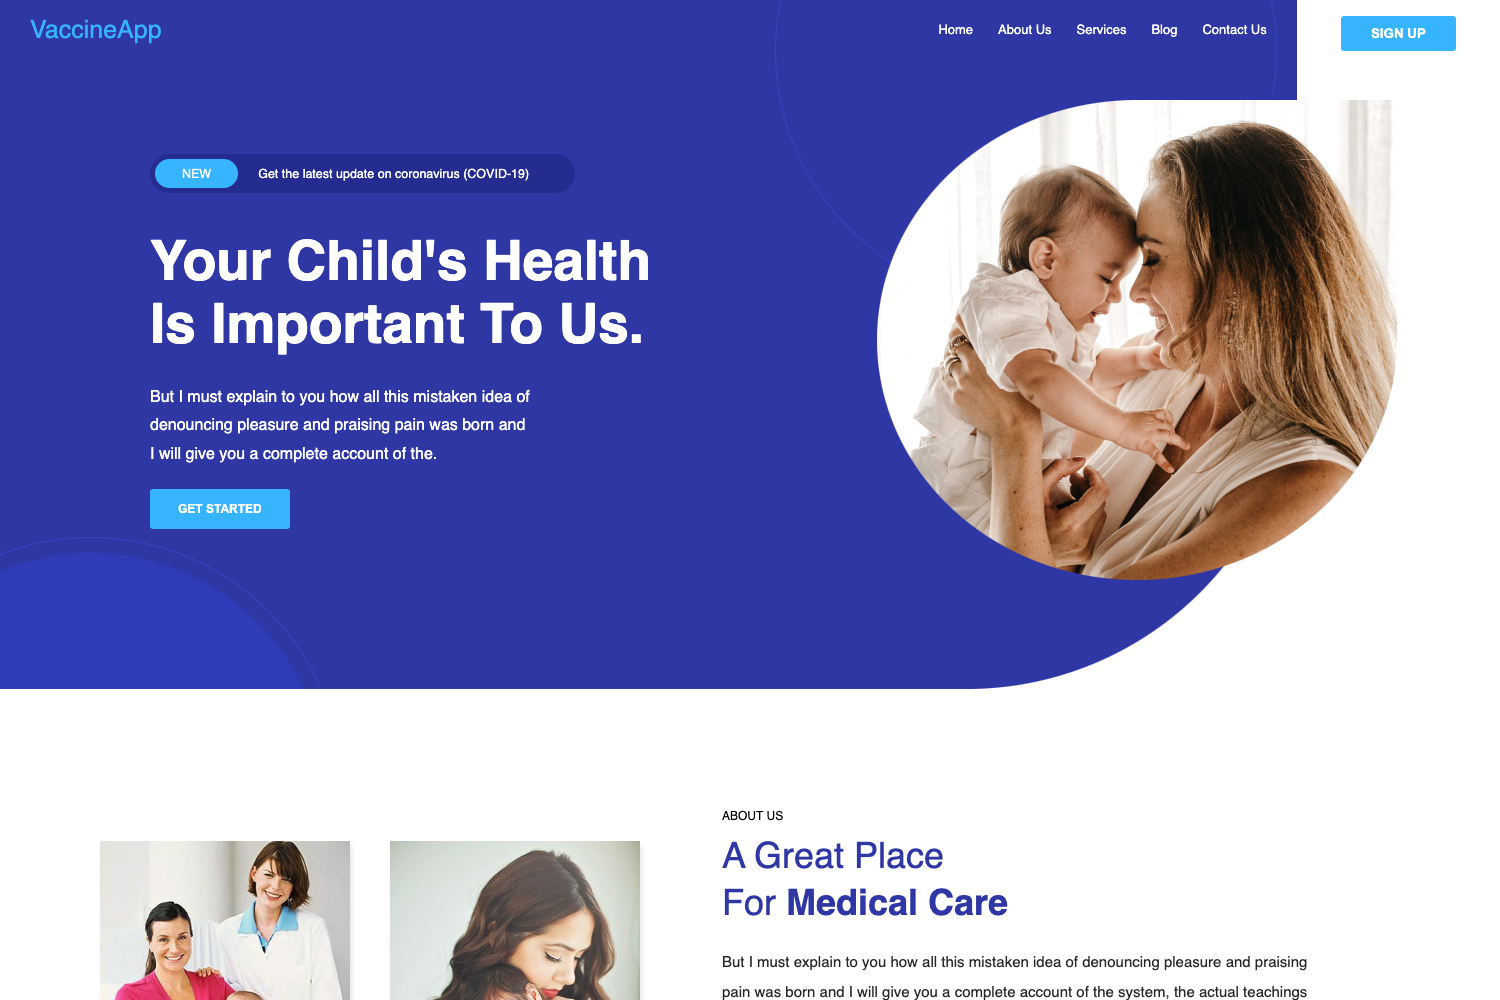 VaccineApp
Home
About Us
Services
Blog
Contact Us
SIGN UP
NEW
Get the latest update on coronavirus (COVID-19)
Your Child's Health
Is Important To Us.
But I must explain to you how all this mistaken idea of
denouncing pleasure and praising pain was born and
I will give you a complete account of the.
GET STARTED
ABOUT US
A Great Place
For Medical Care
But I must explain to you how all this mistaken idea of denouncing pleasure and praising
pain was born and I will give you a complete account of the system, the actual teachings